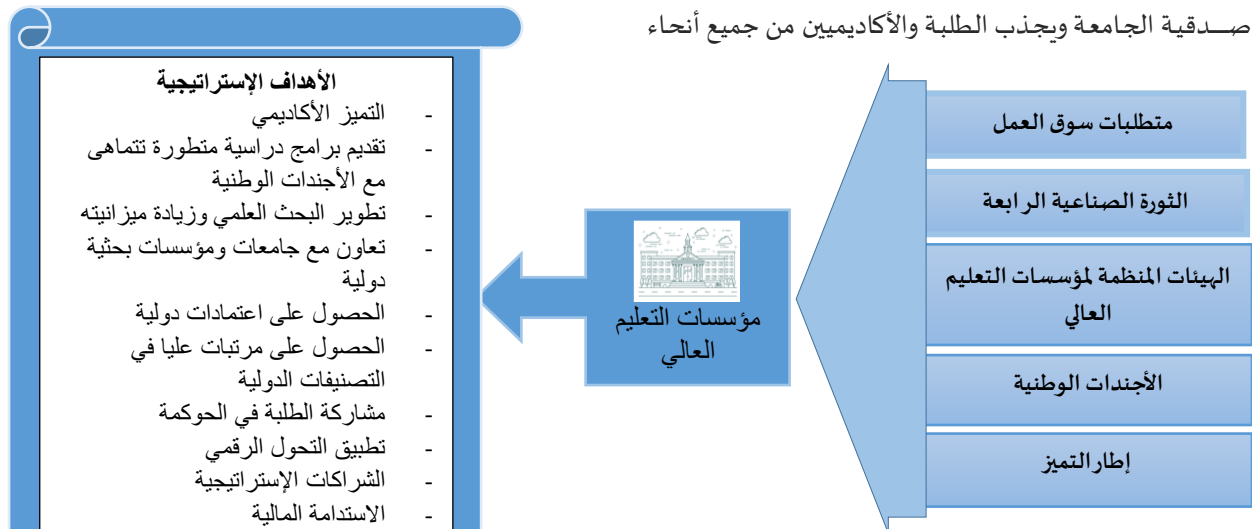 صـــدقية الجامعة ويجذب الطلبة والأكاديميين من جميع أنحاء
متطلبات سوق العمل
الثورة الصناعية الرابعة
الهيئات المنظمة لمؤسسات التعليم
العالي
الأجندات الوطنية
إطار التميز
مؤسسات التعليم
العالي
الأهداف الإستراتيجية
- التميز الأكاديمي
- تقديم برامج دراسية متطورة تتماهى
مع الأجندات الوطنية
- تطوير البحث العلمي وزيادة ميزانيته
- تعاون مع جامعات ومؤسسات بحثية
دولية
- الحصول على اعتمادات دولية
- الحصول على مرتبات عليا في
التصنيفات الدولية
- مشاركة الطلبة في الحوكمة
- تطبيق التحول الرقمي
- الشراكات الإستراتيجية
- الاستدامة المالية